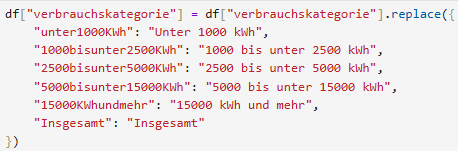 df["verbrauchskategorie"] = df["verbrauchskategorie"].replace({
    "unter1000KWh": "Unter 1000 kWh",
    "1000bisunter2500KWh": "1000 bis unter 2500 kWh",
    "2500bisunter5000KWh": "2500 bis unter 5000 kWh",
    "5000bisunter15000KWh": "5000 bis unter 15000 kWh",
    "15000KWhundmehr": "15000 kWh und mehr",
    "Insgesamt": "Insgesamt"
})